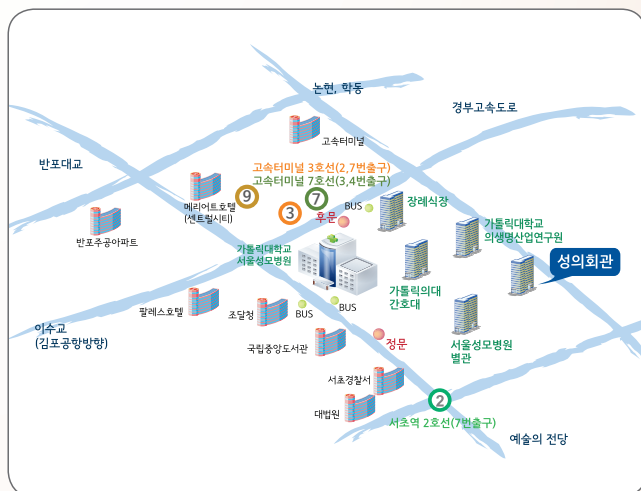 논현, 학동
경부고속도로
고속터미널
반포대교
고속터미널 3호선(2,7번출구)
고속터미널 7호선(3,4번출구)
9
7
3
메리어트호텔
(센트럴시티)
BUS
장례식장
후문
반포주공아파트
가톨릭대학교
서울성모병원
가톨릭대학교
의생명산업연구원
성의회관
가톨릭의대
간호대
팔레스호텔
조달청
BUS
BUS
이수교
(김포공항방향)
국립중앙도서관
정문
서울성모병원
별관
서초경찰서
대법원
2
서초역 2호선(7번출구)
예술의 전당